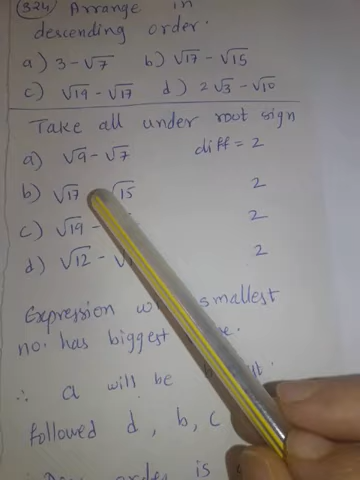 324 Arrange in
descending order.
a) 3 - √7 b) √17 - √15
c) √19 - √17 d) 2√3 - √10
Take all under root sign
a) √9 - √7 diff = 2
b) √17 √15 2
c) √19 - 2
d) √12 - 2
Expression smallest
no. has biggest
∴ a will be
followed d, b, c
order is